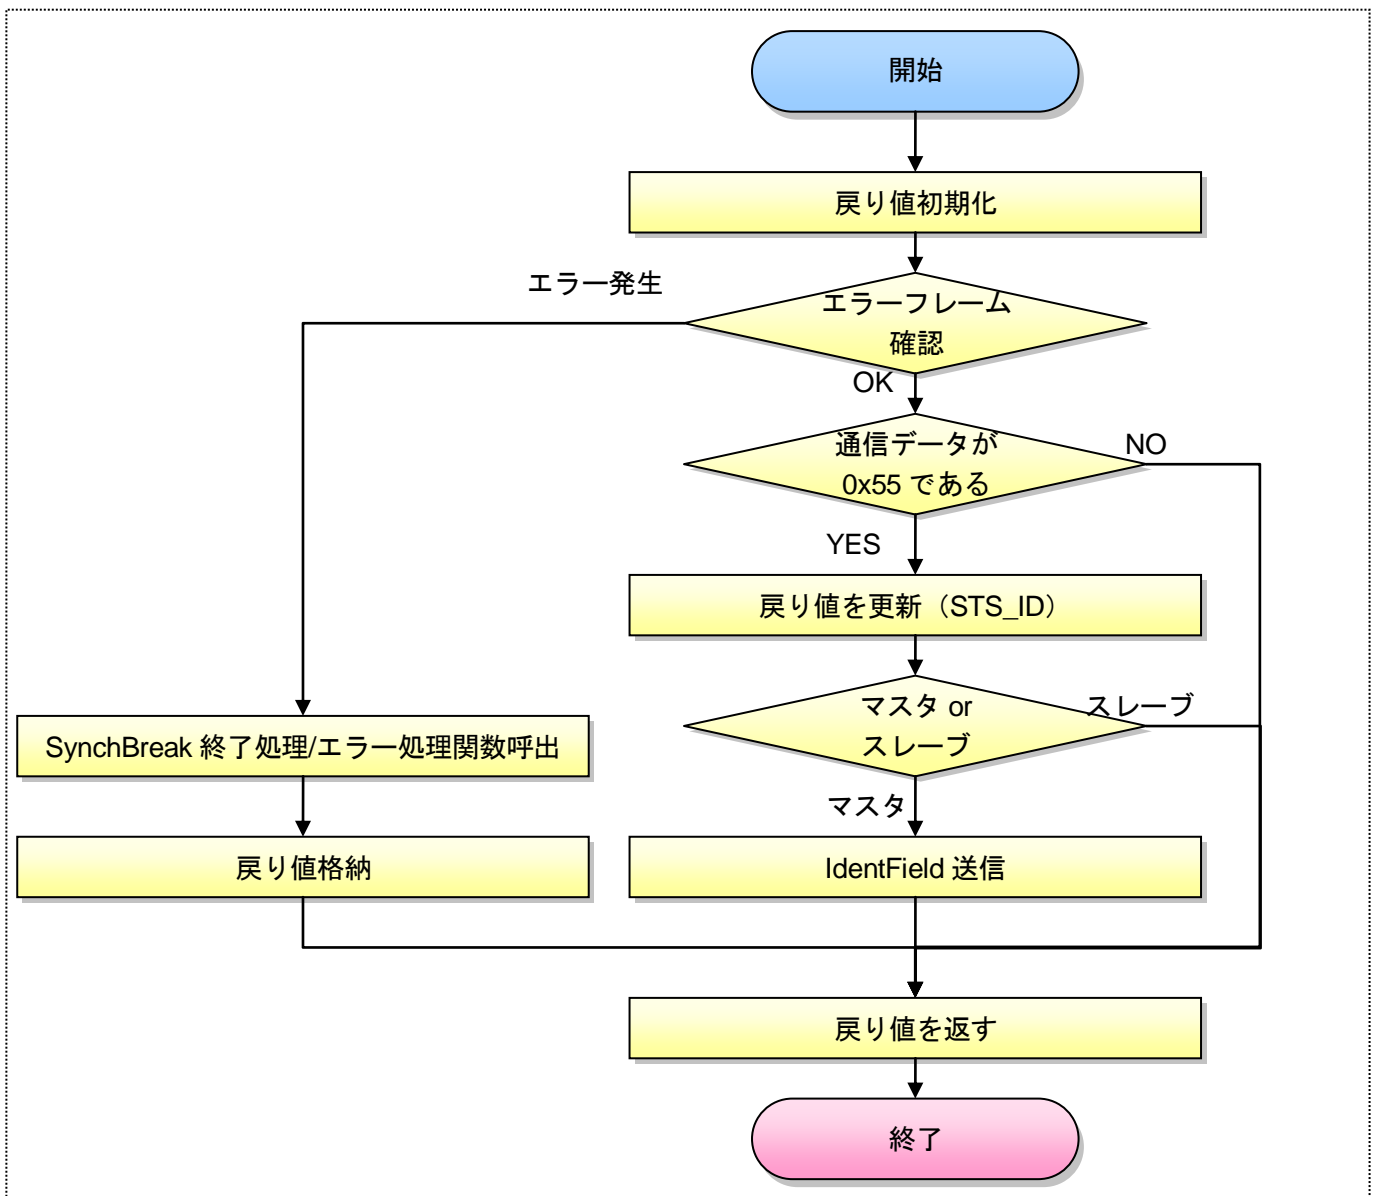 開始
戻り値初期化
エラー発生
エラーフレーム
確認
OK
通信データが
0x55 である
NO
YES
戻り値を更新（STS_ID）
マスタ or
スレーブ
スレーブ
マスタ
SynchBreak 終了処理/エラー処理関数呼出
戻り値格納
IdentField 送信
戻り値を返す
終了